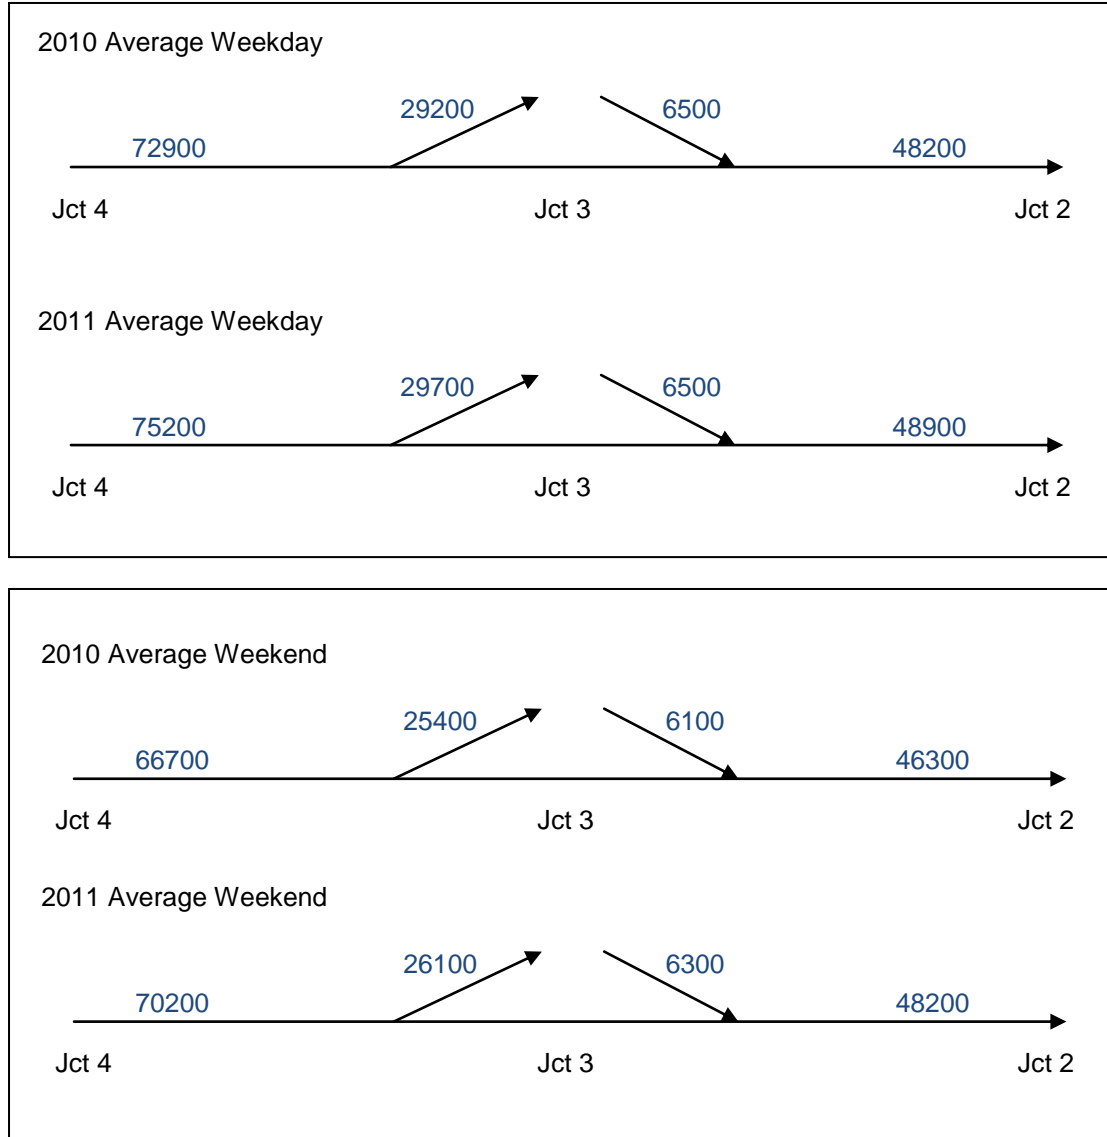 2010 Average Weekday
29200 6500
72900 48200
Jct 4 Jct 3 Jct 2
2011 Average Weekday
29700 6500
75200 48900
Jct 4 Jct 3 Jct 2
2010 Average Weekend
25400 6100
66700 46300
Jct 4 Jct 3 Jct 2
2011 Average Weekend
26100 6300
70200 48200
Jct 4 Jct 3 Jct 2